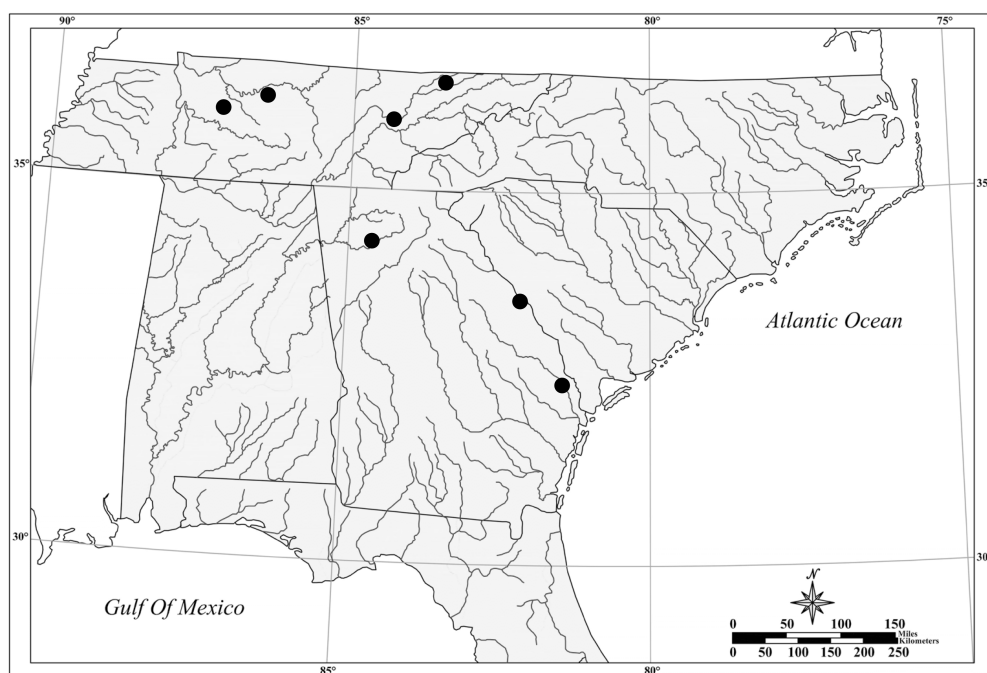 90° 85° 80° 75°
35°
35°
Atlantic Ocean
30°
30°
Gulf Of Mexico
N
0 50 100 150
Miles
Kilometers
0 50 100 150 200 250
85° 80°